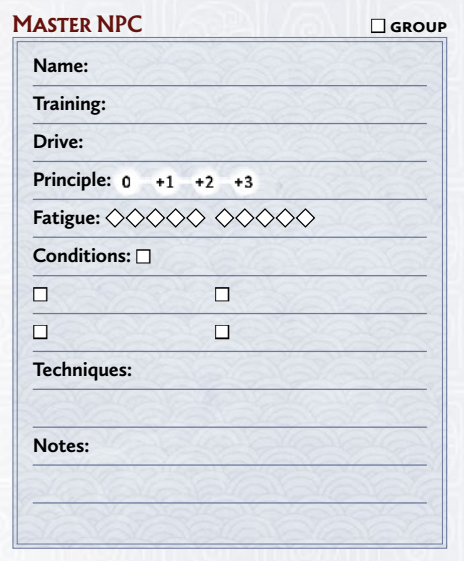 MASTER NPC
GROUP
Name:
Training:
Drive:
Principle: 0 +1 +2 +3
Fatigue:
Conditions:
Techniques:
Notes: